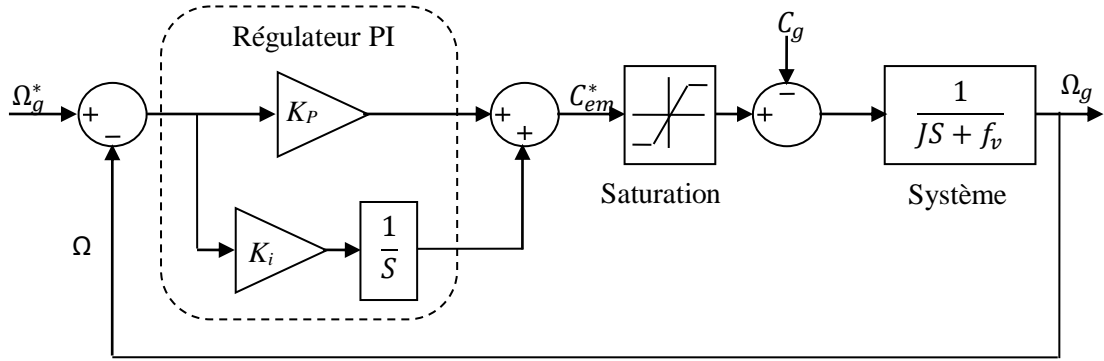 Régulateur PI
C_g
Ω_g^*
+
−
K_P
+
+
C_em^*
−
+
1
JS + f_v
Ω_g
Saturation
Système
Ω
K_i
1
S